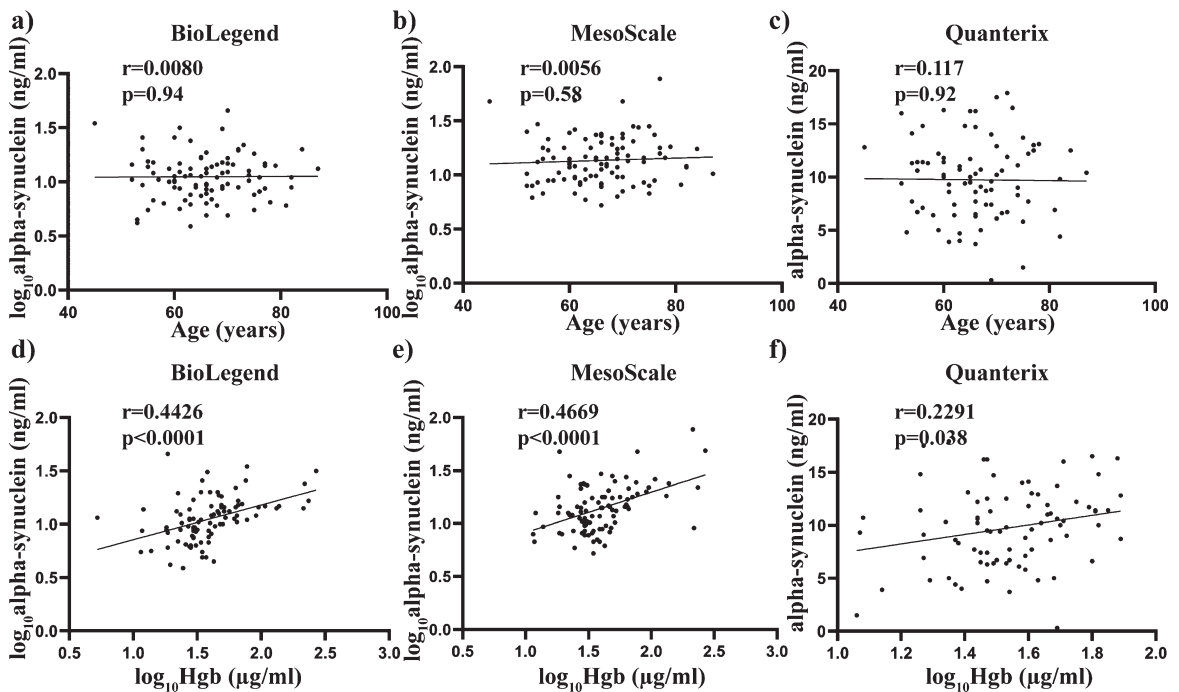 a)
BioLegend
r=0.0080
p=0.94
log10alpha-synuclein (ng/ml)
2.0
1.5
1.0
0.5
0.0
40
60
80
100
Age (years)
b)
MesoScale
r=0.0056
p=0.58
log10alpha-synuclein (ng/ml)
2.0
1.5
1.0
0.5
0.0
40
60
80
100
Age (years)
c)
Quanterix
r=0.117
p=0.92
alpha-synuclein (ng/ml)
20
15
10
5
0
40
60
80
100
Age (years)
d)
BioLegend
r=0.4426
p<0.0001
log10alpha-synuclein (ng/ml)
2.0
1.5
1.0
0.5
0.0
0.5
1.0
1.5
2.0
2.5
3.0
log10Hgb (μg/ml)
e)
MesoScale
r=0.4669
p<0.0001
log10alpha-synuclein (ng/ml)
2.0
1.5
1.0
0.5
0.0
0.5
1.0
1.5
2.0
2.5
3.0
log10Hgb (μg/ml)
f)
Quanterix
r=0.2291
p=0.038
alpha-synuclein (ng/ml)
20
15
10
5
0
1.0
1.2
1.4
1.6
1.8
2.0
log10Hgb (μg/ml)